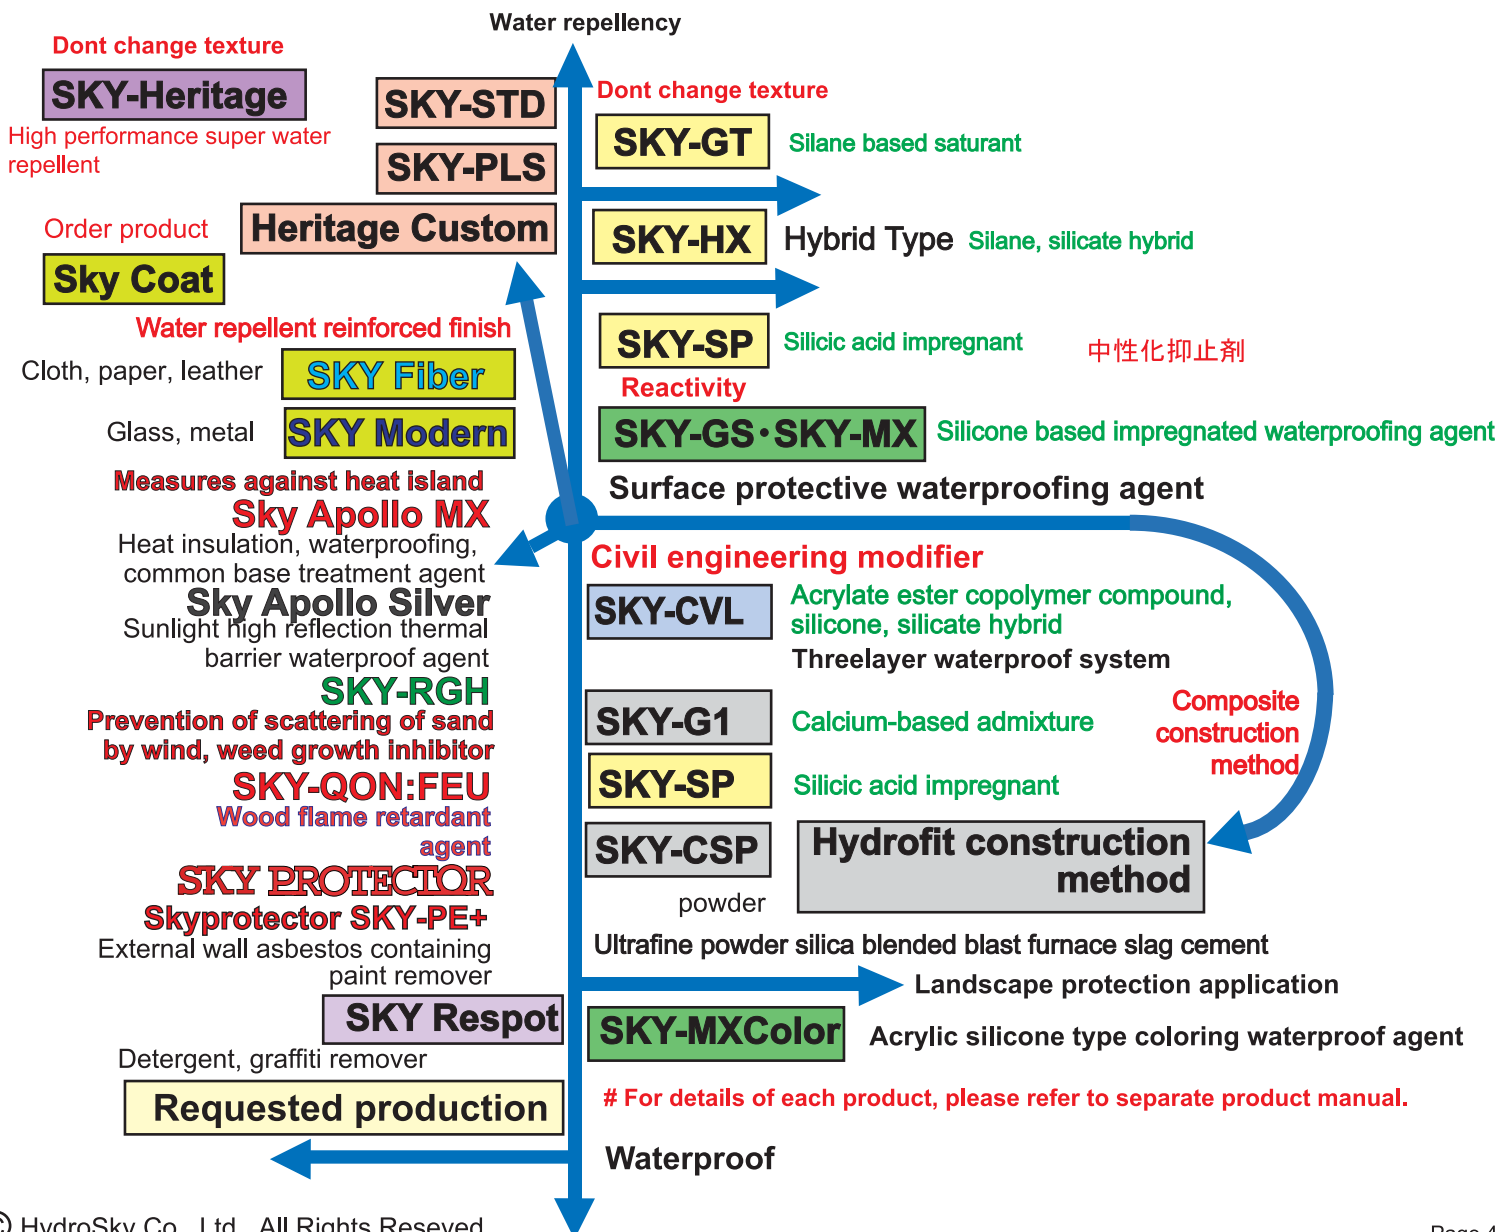 Water repellency
Dont change texture
SKY-Heritage
High performance super water
repellent
SKY-STD
SKY-PLS
Heritage Custom
Order product
Sky Coat
Water repellent reinforced finish
Cloth, paper, leather
SKY Fiber
Glass, metal
SKY Modern
Measures against heat island
Sky Apollo MX
Heat insulation, waterproofing,
common base treatment agent
Sky Apollo Silver
Sunlight high reflection thermal
barrier waterproof agent
SKY-RGH
Prevention of scattering of sand
by wind, weed growth inhibitor
SKY-QON:FEU
Wood flame retardant
agent
SKY PROTECTOR
Skyprotector SKY-PE+
External wall asbestos containing
paint remover
SKY Respot
Detergent, graffiti remover
Requested production
Dont change texture
SKY-GT Silane based saturant
SKY-HX Hybrid Type Silane, silicate hybrid
SKY-SP Silicic acid impregnant 中性化抑止剤
Reactivity
SKY-GS・SKY-MX Silicone based impregnated waterproofing agent
Surface protective waterproofing agent
Civil engineering modifier
SKY-CVL
Acrylate ester copolymer compound,
silicone, silicate hybrid
Threelayer waterproof system
SKY-G1 Calcium-based admixture
Composite
construction
method
SKY-SP Silicic acid impregnant
SKY-CSP
powder
Hydrofit construction
method
Ultrafine powder silica blended blast furnace slag cement
Landscape protection application
SKY-MXColor Acrylic silicone type coloring waterproof agent
# For details of each product, please refer to separate product manual.
Waterproof
© HydroSky Co., Ltd. All Rights Reseved
Page 4